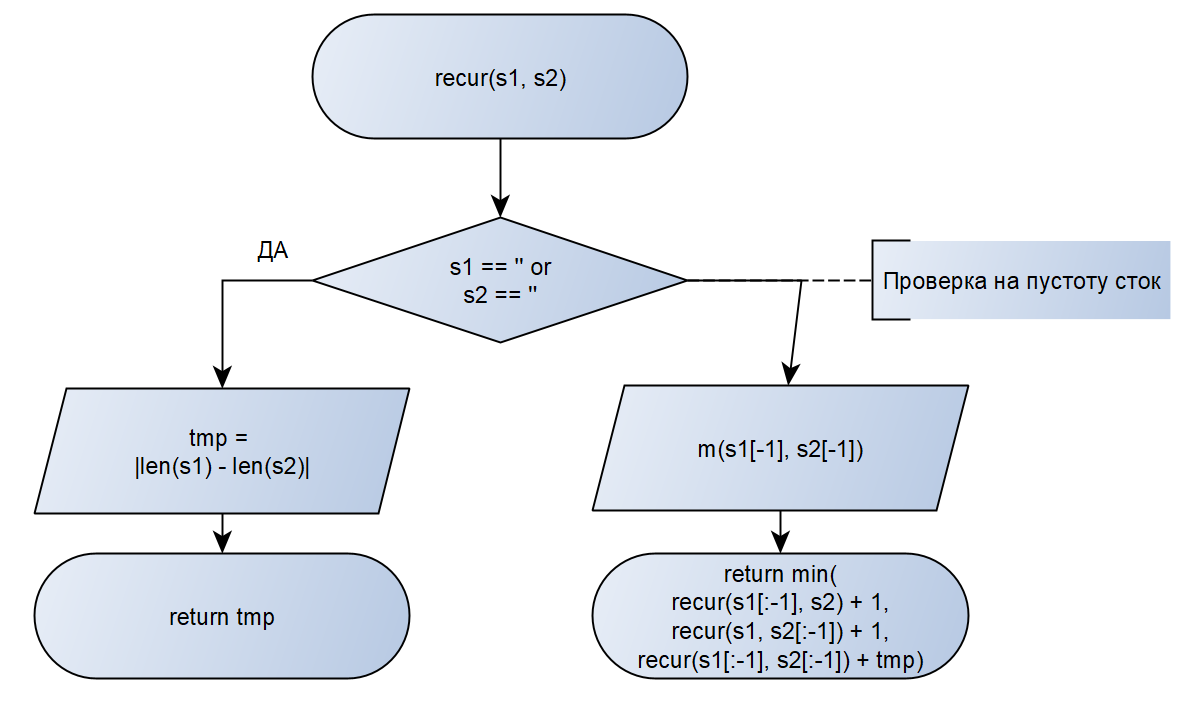 recur(s1, s2)
ДА
s1 == '' or
s2 == ''
Проверка на пустоту сток
tmp =
|len(s1) - len(s2)|
m(s1[-1], s2[-1])
return tmp
return min(
recur(s1[:-1], s2) + 1,
recur(s1, s2[:-1]) + 1,
recur(s1[:-1], s2[:-1]) + tmp)